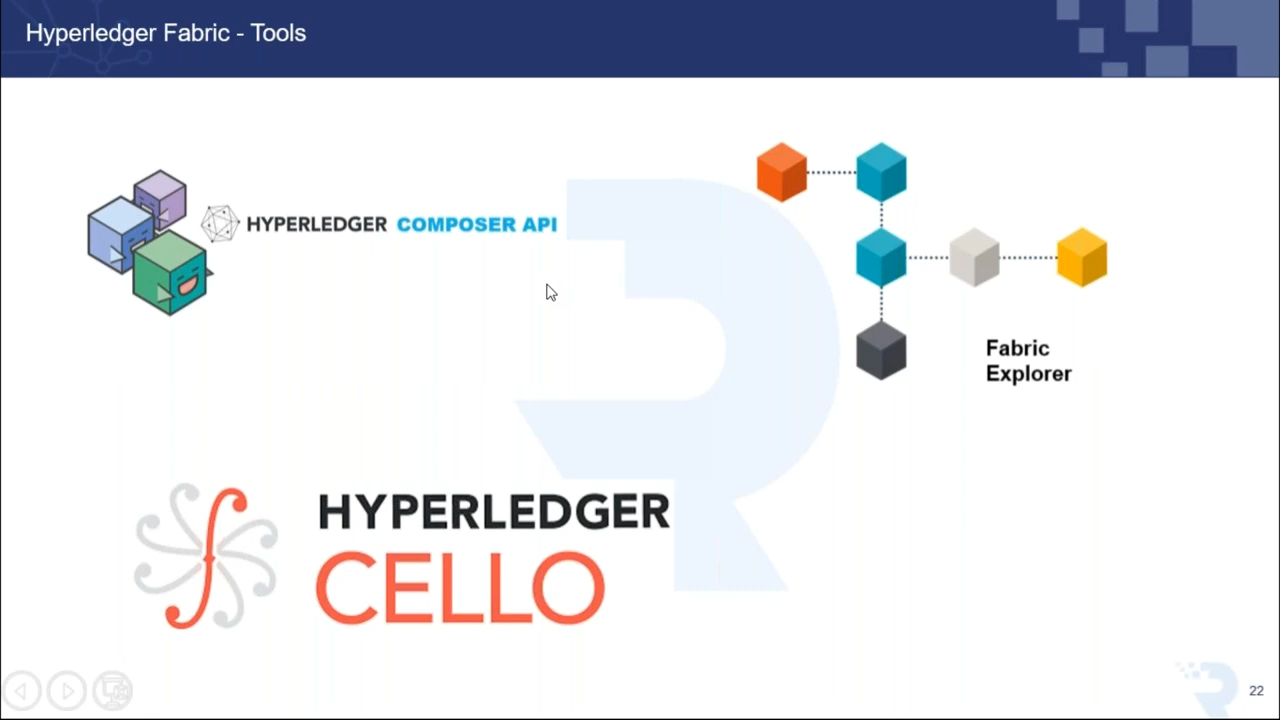 Hyperledger Fabric - Tools
HYPERLEDGER COMPOSER API
Fabric
Explorer
HYPERLEDGER
CELLO
22